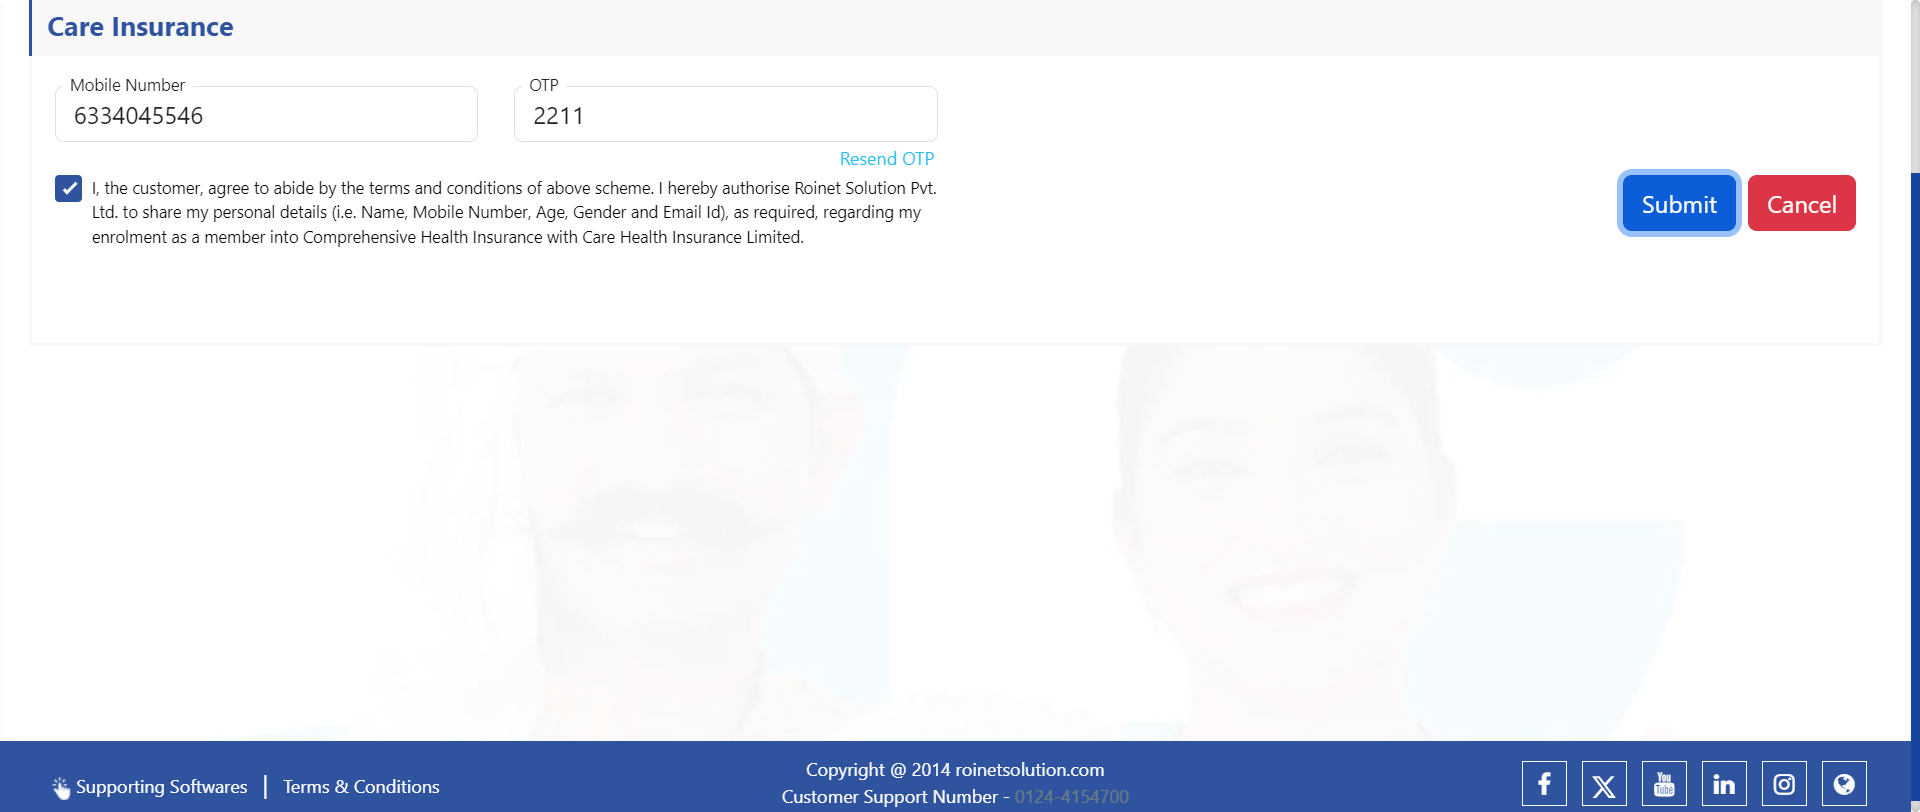 Care Insurance
Mobile Number
6334045546
OTP
2211
Resend OTP
I, the customer, agree to abide by the terms and conditions of above scheme. I hereby authorise Roinet Solution Pvt.
Ltd. to share my personal details (i.e. Name, Mobile Number, Age, Gender and Email Id), as required, regarding my
enrolment as a member into Comprehensive Health Insurance with Care Health Insurance Limited.
Submit
Cancel
Supporting Softwares | Terms & Conditions
Copyright @ 2014 roinetsolution.com
Customer Support Number - 0124-4154700
f
X
You Tube
in